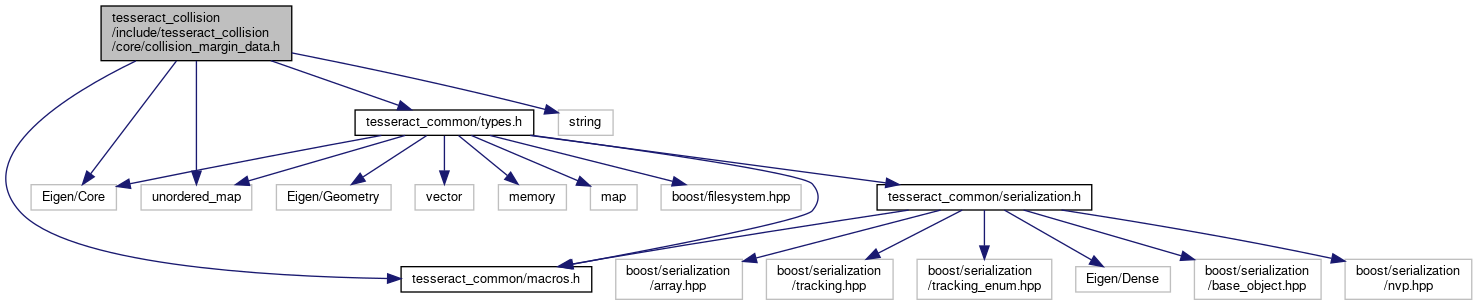 tesseract_collision
/include/tesseract_collision
/core/collision_margin_data.h
tesseract_common/types.h
string
Eigen/Core
unordered_map
Eigen/Geometry
vector
memory
map
boost/filesystem.hpp
tesseract_common/serialization.h
tesseract_common/macros.h
boost/serialization
/array.hpp
boost/serialization
/tracking.hpp
boost/serialization
/tracking_enum.hpp
Eigen/Dense
boost/serialization
/base_object.hpp
boost/serialization
/nvp.hpp